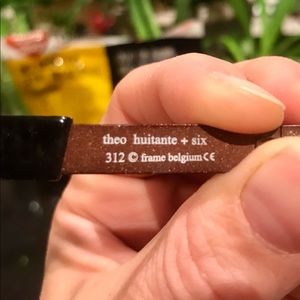 theo huitante + six
312 © frame belgium CE